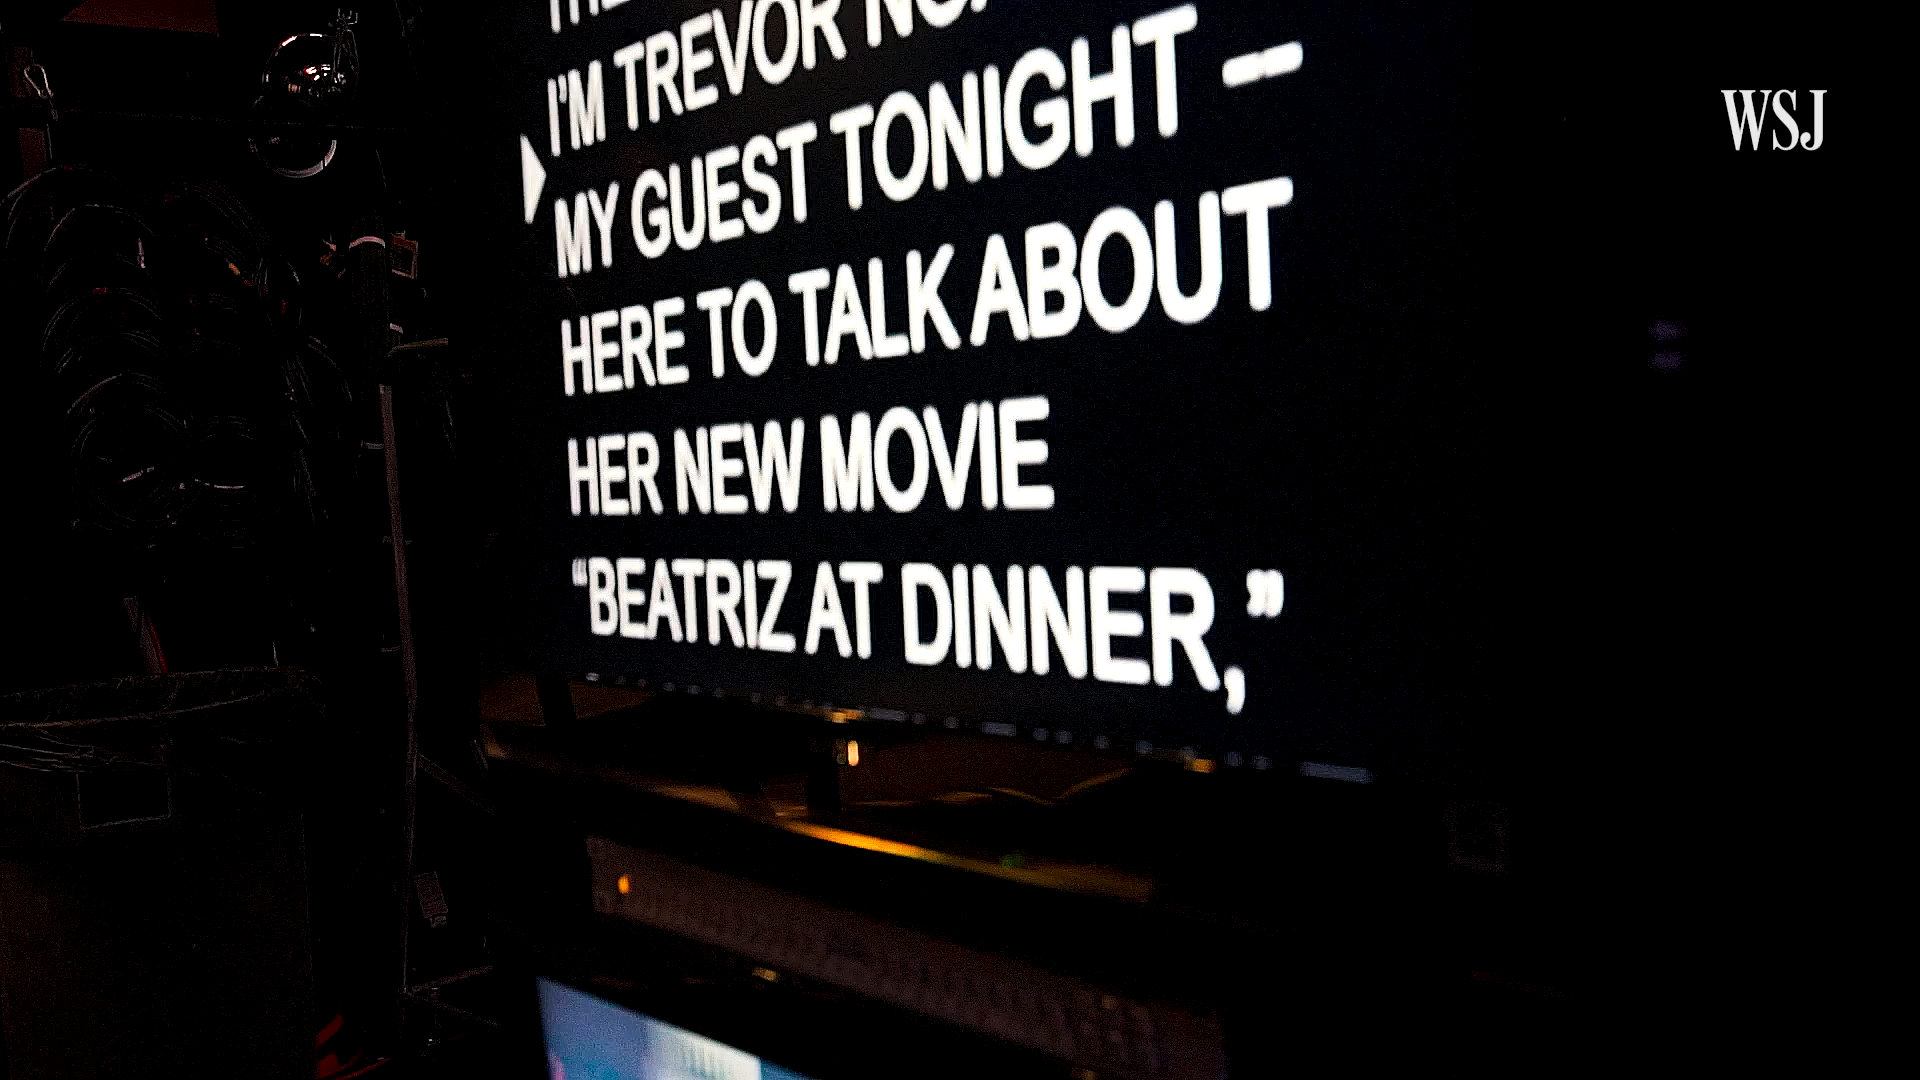 I'M TREVOR
MY GUEST TONIGHT --
HERE TO TALK ABOUT
HER NEW MOVIE
“BEATRIZ AT DINNER,”
WSJ